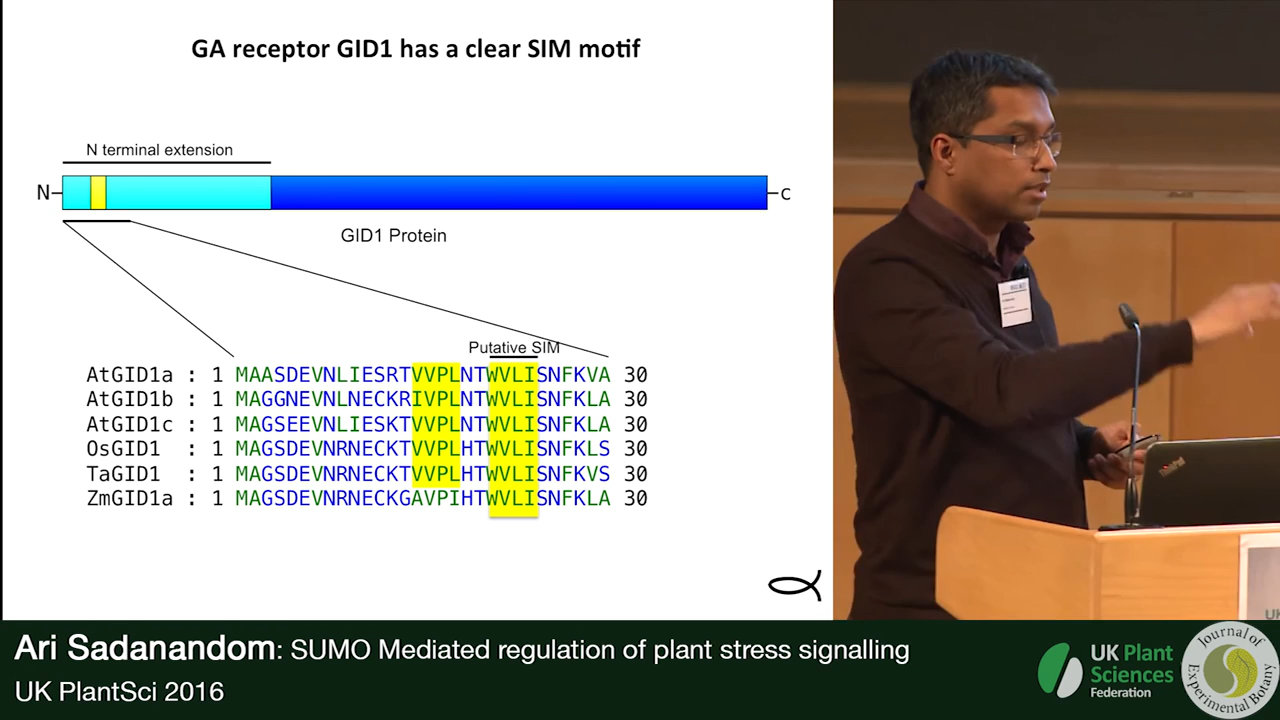 GA receptor GID1 has a clear SIM motif
N terminal extension
N
C
GID1 Protein
Putative SIM
AtGID1a : 1 MAASDEVNLIESRTVVPLNTWVLISNFKVA 30
AtGID1b : 1 MAGGNEVNLNECKRIVPLNTWVLISNFKLA 30
AtGID1c : 1 MAGSEEVNLIESKTVVPLNTWVLISNFKLA 30
OsGID1 : 1 MAGSDEVNRNECKTVVPLHTWVLISNFKLS 30
TaGID1 : 1 MAGSDEVNRNECKTVVPLHTWVLISNFKVS 30
ZmGID1a : 1 MAGSDEVNRNECKGAVPIHTWVLISNFKLA 30
Ari Sadanandom: SUMO Mediated regulation of plant stress signalling
UK PlantSci 2016
UK Plant
Sciences
Federation
Journal of
Experimental Botany